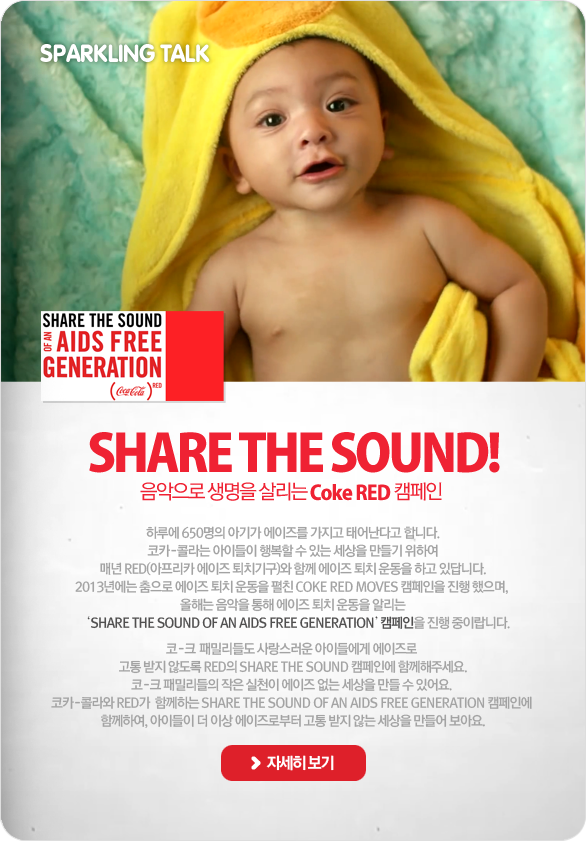 SPARKLING TALK
SHARE THE SOUND
OF AN AIDS FREE
GENERATION
(Coca-Cola) RED
SHARE THE SOUND!
음악으로 생명을 살리는 Coke RED 캠페인
하루에 650명의 아기가 에이즈를 가지고 태어난다고 합니다.
코카-콜라는 아이들이 행복할 수 있는 세상을 만들기 위하여
매년 RED(아프리카 에이즈 퇴치기구)와 함께 에이즈 퇴치 운동을 하고 있답니다.
2013년에는 춤으로 에이즈 퇴치 운동을 펼친 COKE RED MOVES 캠페인을 진행 했으며,
올해는 음악을 통해 에이즈 퇴치 운동을 알리는
‘SHARE THE SOUND OF AN AIDS FREE GENERATION’ 캠페인을 진행 중이랍니다.
코-크 패밀리들도 사랑스러운 아이들에게 에이즈로
고통 받지 않도록 RED의 SHARE THE SOUND 캠페인에 함께해주세요.
코-크 패밀리들의 작은 실천이 에이즈 없는 세상을 만들 수 있어요.
코카-콜라와 RED가 함께하는 SHARE THE SOUND OF AN AIDS FREE GENERATION 캠페인에
함께하여, 아이들이 더 이상 에이즈로부터 고통 받지 않는 세상을 만들어 보아요.
자세히 보기